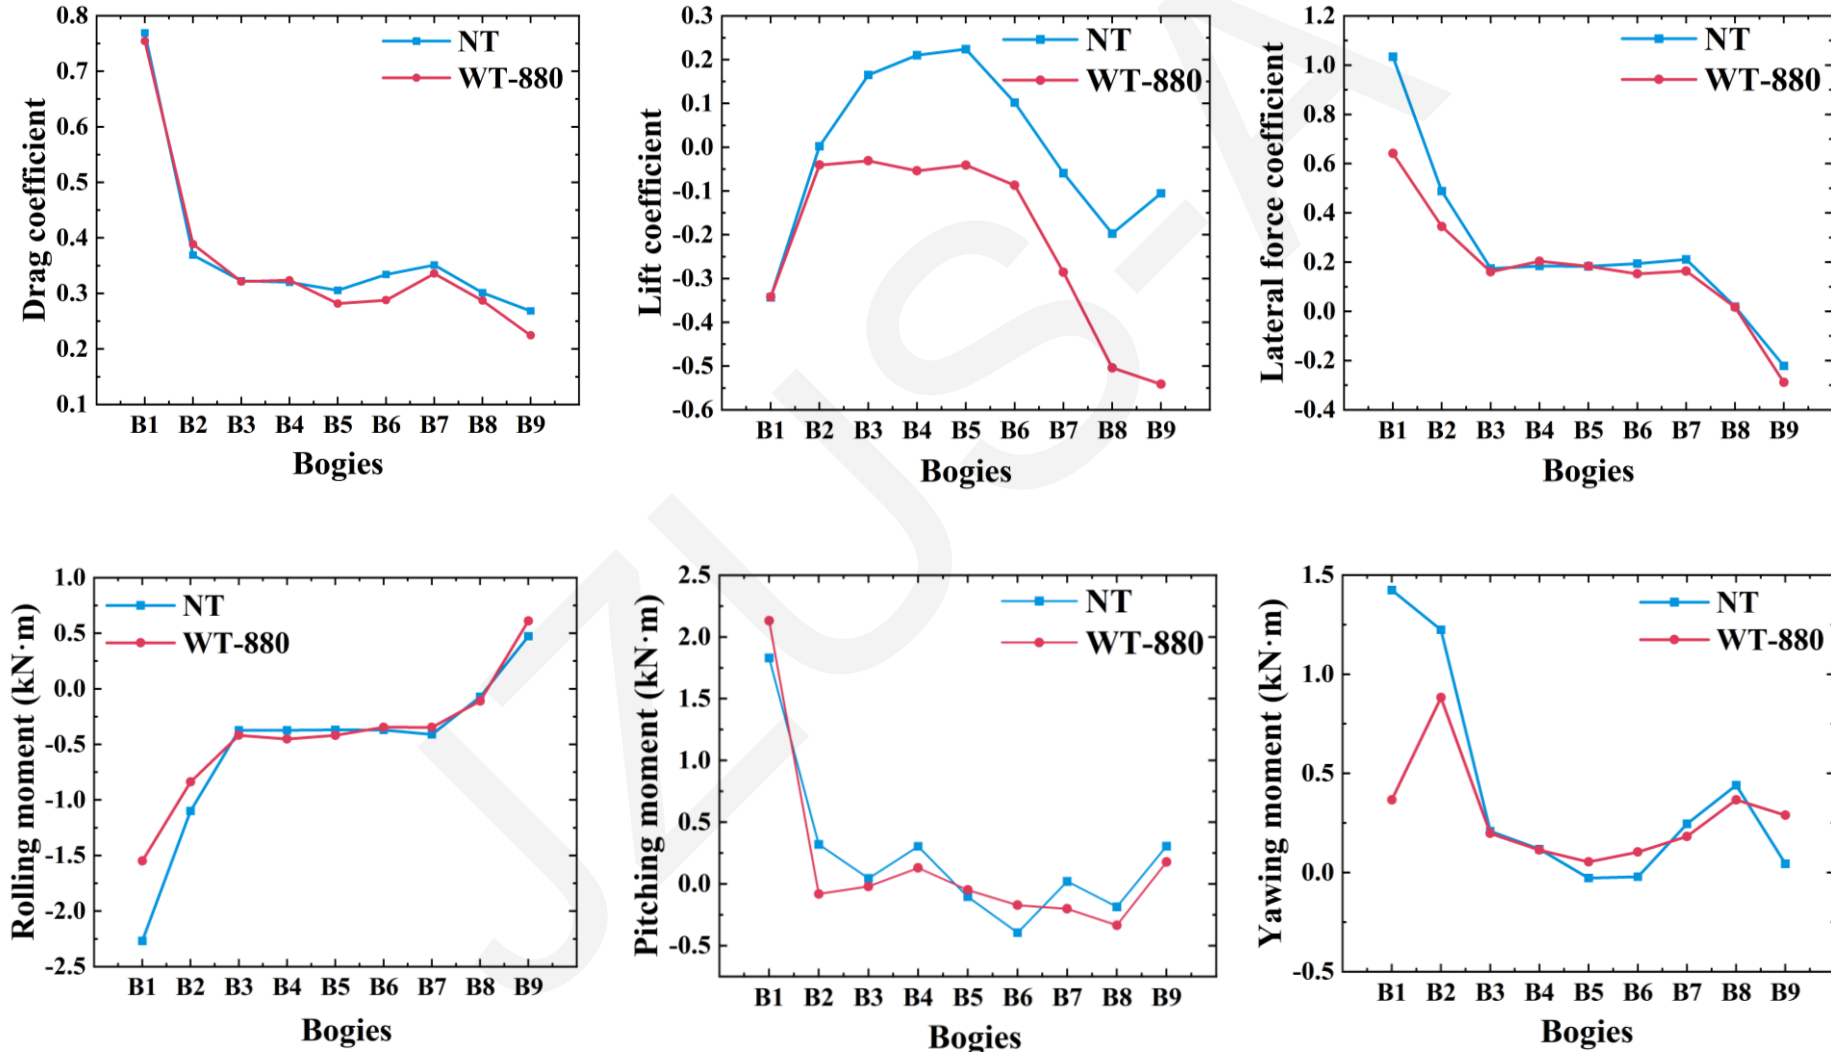 Drag coefficient
0.8
0.7
0.6
0.5
0.4
0.3
0.2
0.1
NT
WT-880
B1 B2 B3 B4 B5 B6 B7 B8 B9
Bogies
Lift coefficient
0.3
0.2
0.1
0.0
-0.1
-0.2
-0.3
-0.4
-0.5
-0.6
NT
WT-880
B1 B2 B3 B4 B5 B6 B7 B8 B9
Bogies
Lateral force coefficient
1.2
1.0
0.8
0.6
0.4
0.2
0.0
-0.2
-0.4
NT
WT-880
B1 B2 B3 B4 B5 B6 B7 B8 B9
Bogies
Rolling moment (kN·m)
1.0
0.5
0.0
-0.5
-1.0
-1.5
-2.0
-2.5
NT
WT-880
B1 B2 B3 B4 B5 B6 B7 B8 B9
Bogies
Pitching moment (kN·m)
2.5
2.0
1.5
1.0
0.5
0.0
-0.5
NT
WT-880
B1 B2 B3 B4 B5 B6 B7 B8 B9
Bogies
Yawing moment (kN·m)
1.5
1.0
0.5
0.0
-0.5
NT
WT-880
B1 B2 B3 B4 B5 B6 B7 B8 B9
Bogies
JZUS-A